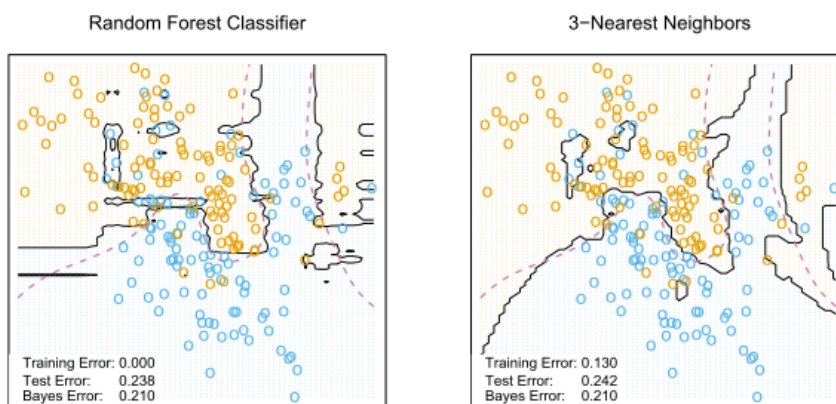 Random Forest Classifier
3−Nearest Neighbors
Training Error: 0.000
Test Error: 0.238
Bayes Error: 0.210
Training Error: 0.130
Test Error: 0.242
Bayes Error: 0.210